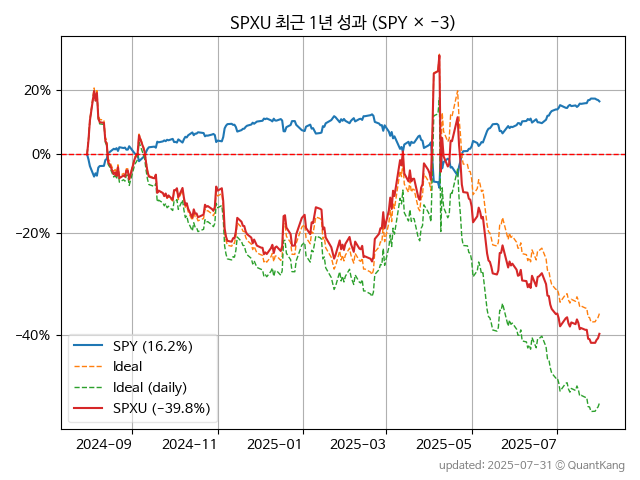 SPXU 최근 1년 성과 (SPY × −3)
20%
0%
−20%
−40%
SPY (16.2%)
Ideal
Ideal (daily)
SPXU (−39.8%)
2024-09 2024-11 2025-01 2025-03 2025-05 2025-07
updated: 2025-07-31 © QuantKang